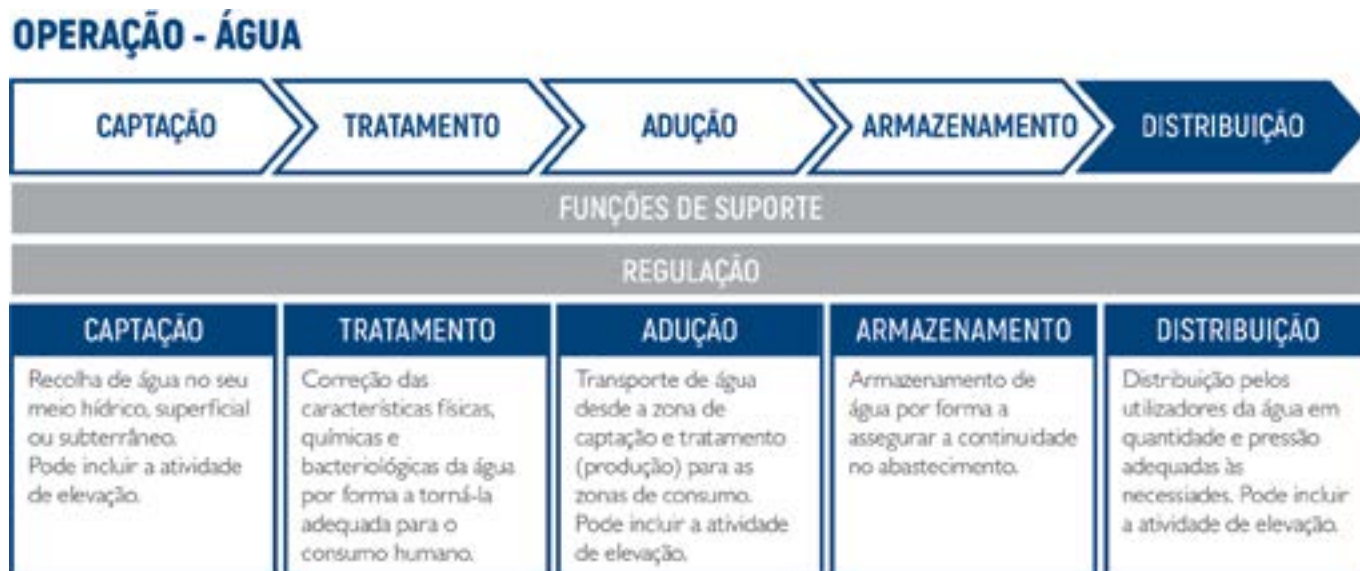 OPERAÇÃO - ÁGUA
CAPTAÇÃO
TRATAMENTO
ADUÇÃO
ARMAZENAMENTO
DISTRIBUIÇÃO
FUNÇÕES DE SUPORTE
REGULAÇÃO
CAPTAÇÃO
Recolha de água no seu
meio hídrico, superficial
ou subterrâneo.
Pode incluir a atividade
de elevação.
TRATAMENTO
Correção das
características físicas,
químicas e
bacteriológicas da água
por forma a torná-la
adequada para o
consumo humano.
ADUÇÃO
Transporte de água
desde a zona de
captação e tratamento
(produção) para as
zonas de consumo.
Pode incluir a atividade
de elevação.
ARMAZENAMENTO
Armazenamento de
água por forma a
assegurar a continuidade
no abastecimento.
DISTRIBUIÇÃO
Distribuição pelos
utilizadores da água em
quantidade e pressão
adequadas às
necessiades. Pode incluir
a atividade de elevação.